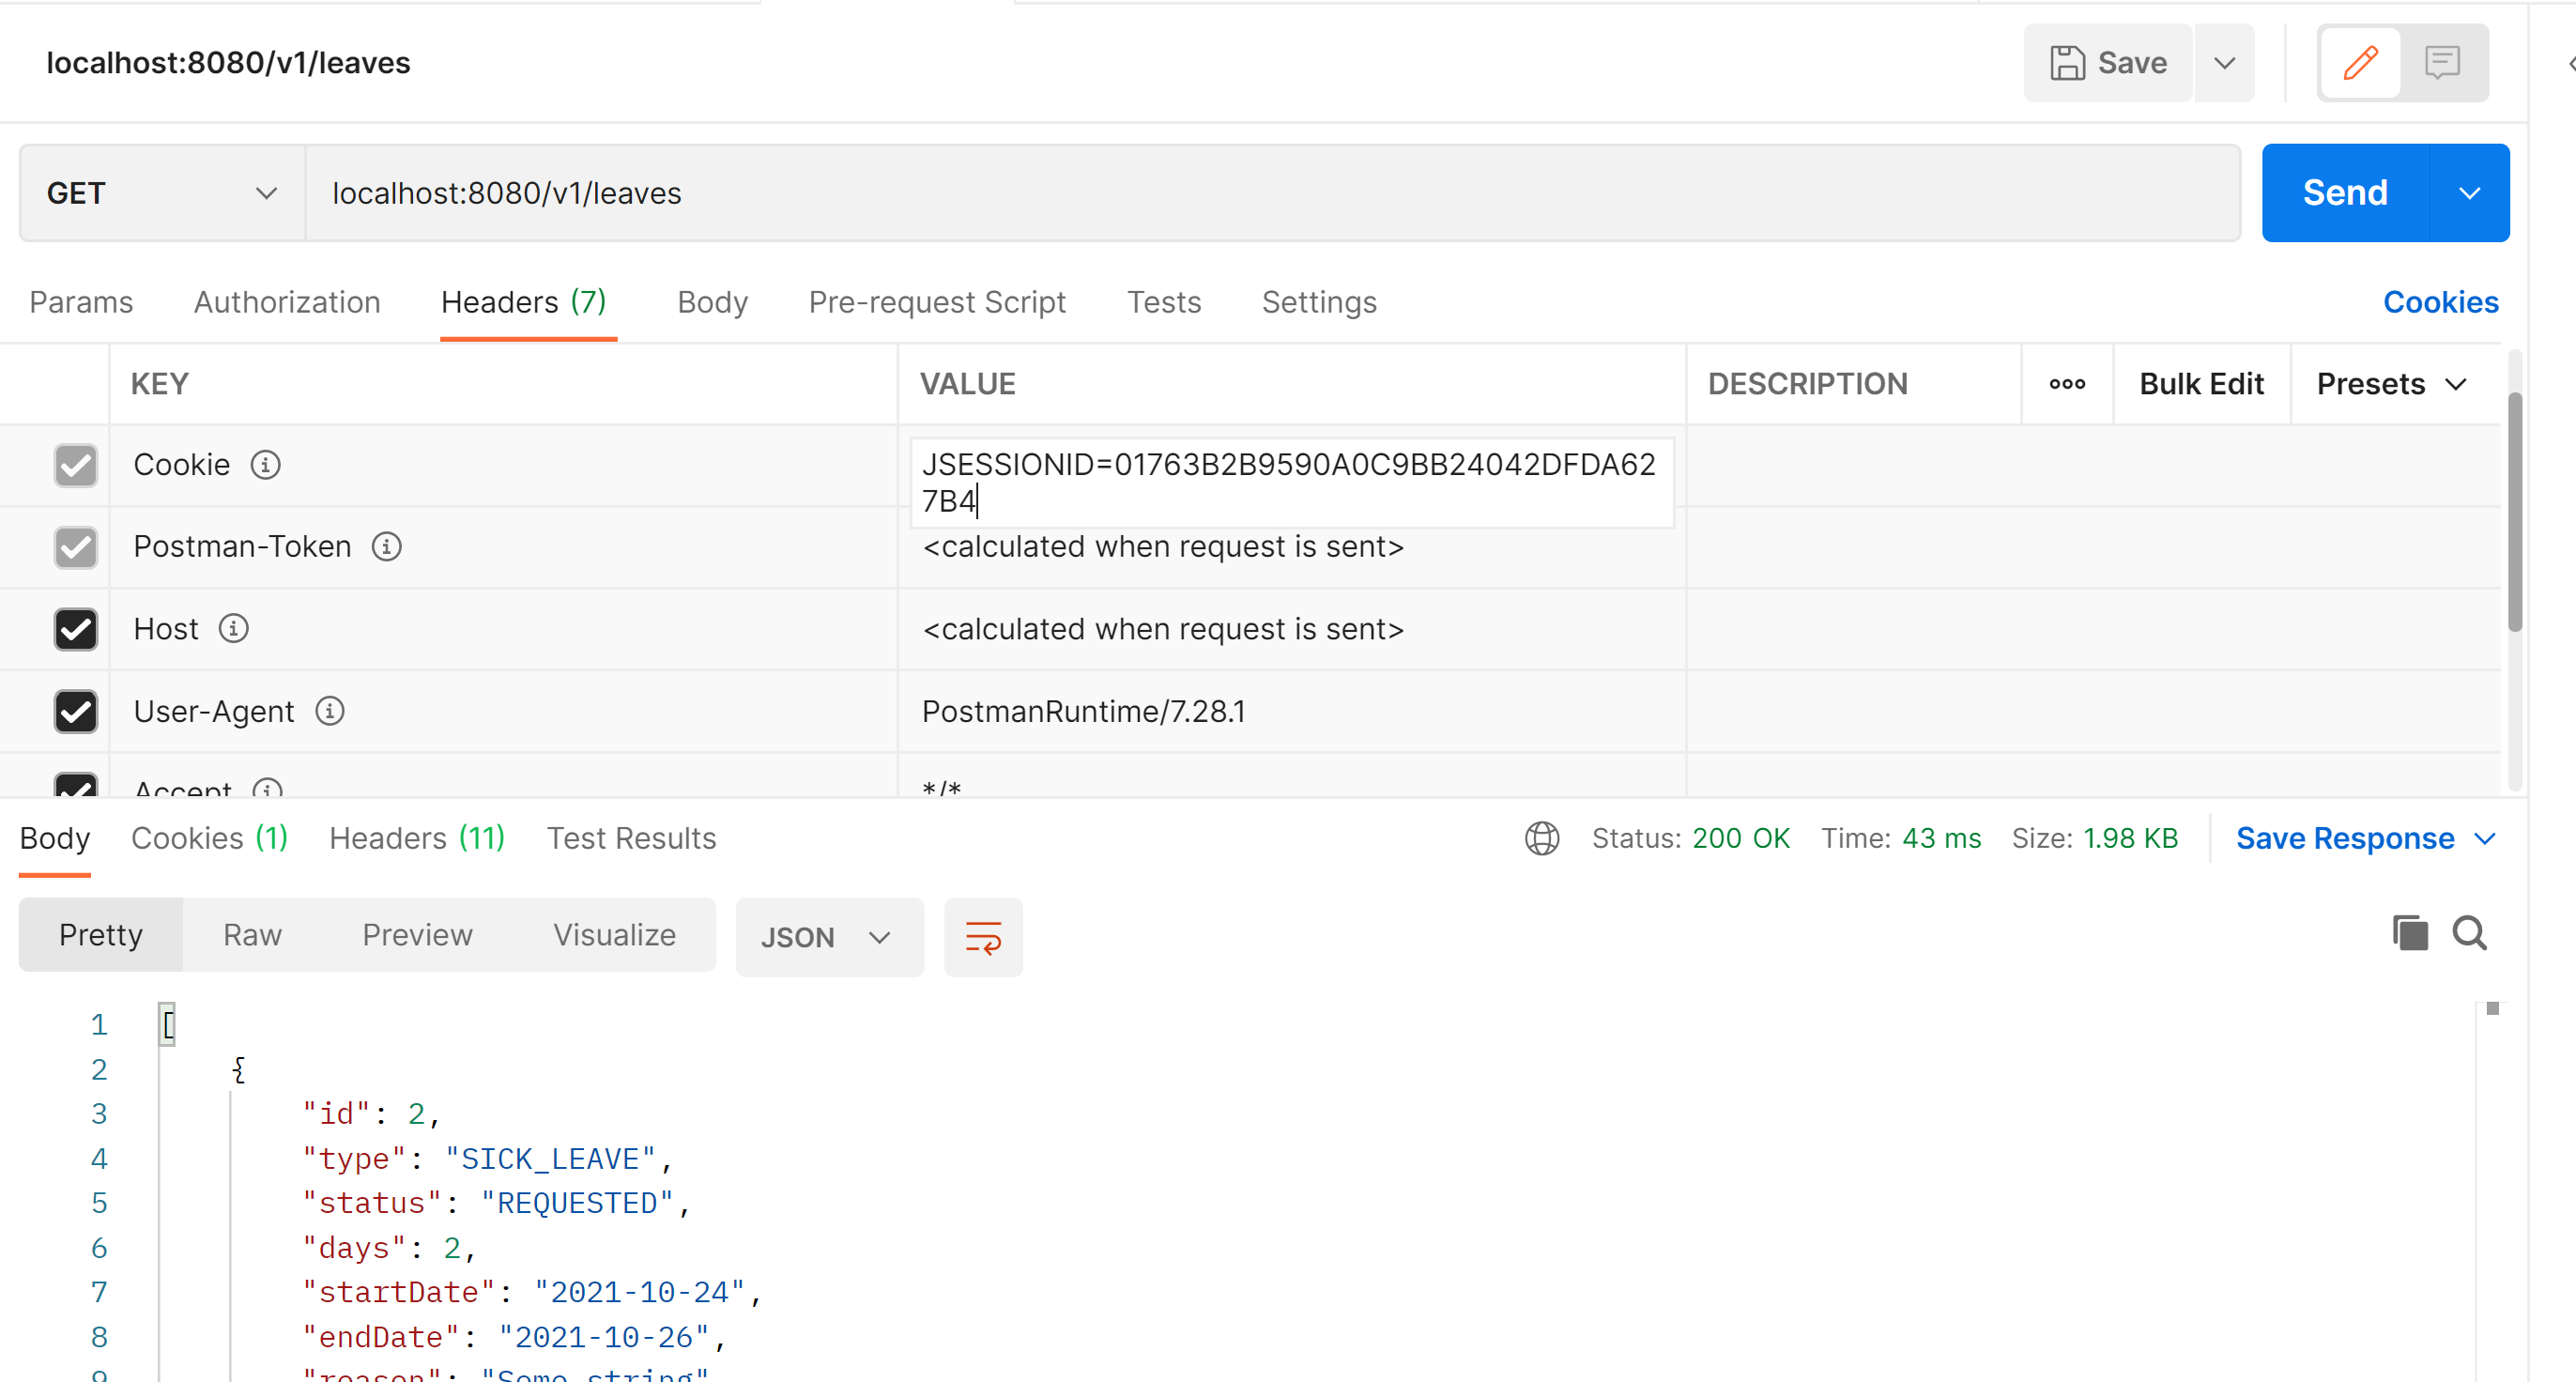 localhost:8080/v1/leaves
Save
GET
localhost:8080/v1/leaves
Send
Params Authorization Headers (7) Body Pre-request Script Tests Settings Cookies
KEY VALUE DESCRIPTION ooo Bulk Edit Presets
Cookie JSESSIONID=01763B2B9590A0C9BB24042DFDA62
7B4
Postman-Token <calculated when request is sent>
Host <calculated when request is sent>
User-Agent PostmanRuntime/7.28.1
Accept */*
Body Cookies (1) Headers (11) Test Results Status: 200 OK Time: 43 ms Size: 1.98 KB Save Response
Pretty Raw Preview Visualize JSON
1 [
2 {
3 "id": 2,
4 "type": "SICK_LEAVE",
5 "status": "REQUESTED",
6 "days": 2,
7 "startDate": "2021-10-24",
8 "endDate": "2021-10-26",
9 "reason": "Some string"